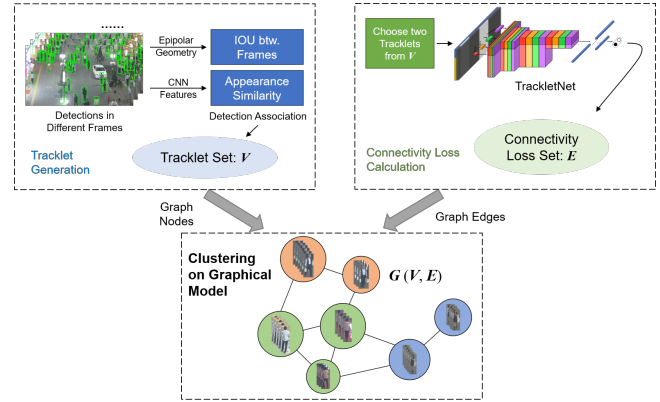 ......
Epipolar
Geometry
IOU btw.
Frames
CNN
Features
Appearance
Similarity
Detections in
Different Frames
Detection Association
Tracklet
Generation
Tracklet Set: V
Choose two
Tracklets
from V
TrackletNet
Connectivity
Loss Set: E
Connectivity Loss
Calculation
Graph
Nodes
Graph Edges
Clustering
on Graphical
Model
G (V, E)